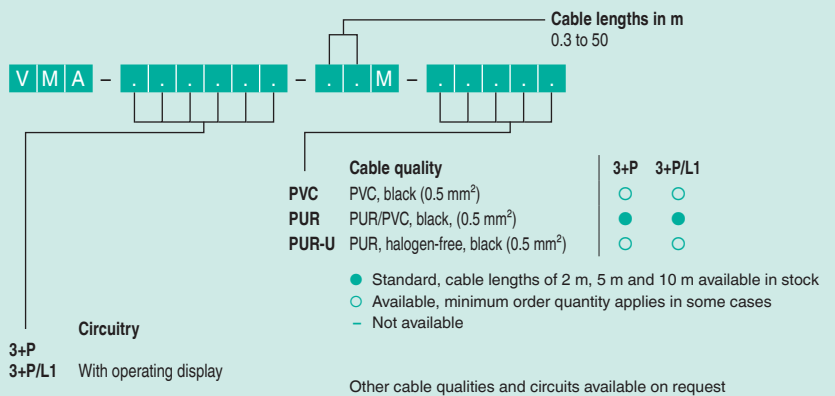 Cable lengths in m
0.3 to 50
V M A – . . . . . . – . . M – . . . . .
Cable quality 3+P 3+P/L1
PVC PVC, black (0.5 mm²) ○ ○
PUR PUR/PVC, black, (0.5 mm²) ● ●
PUR-U PUR, halogen-free, black (0.5 mm²) ○ ○
● Standard, cable lengths of 2 m, 5 m and 10 m available in stock
○ Available, minimum order quantity applies in some cases
– Not available
Circuitry
3+P
3+P/L1 With operating display
Other cable qualities and circuits available on request